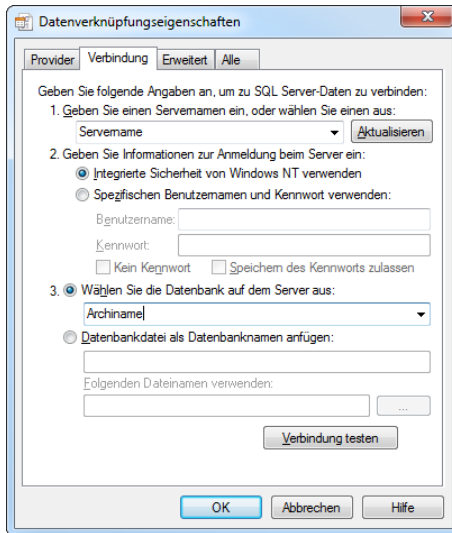 Datenverknüpfungseigenschaften
Provider Verbindung Erweitert Alle
Geben Sie folgende Angaben an, um zu SQL Server-Daten zu verbinden:
1. Geben Sie einen Servernamen ein, oder wählen Sie einen aus:
Servername Aktualisieren
2. Geben Sie Informationen zur Anmeldung beim Server ein:
Integrierte Sicherheit von Windows NT verwenden
Spezifischen Benutzernamen und Kennwort verwenden:
Benutzername:
Kennwort:
Kein Kennwort Speichern des Kennworts zulassen
3. Wählen Sie die Datenbank auf dem Server aus:
Archiname
Datenbankdatei als Datenbanknamen anfügen:
Folgenden Dateinamen verwenden:
...
Verbindung testen
OK Abbrechen Hilfe